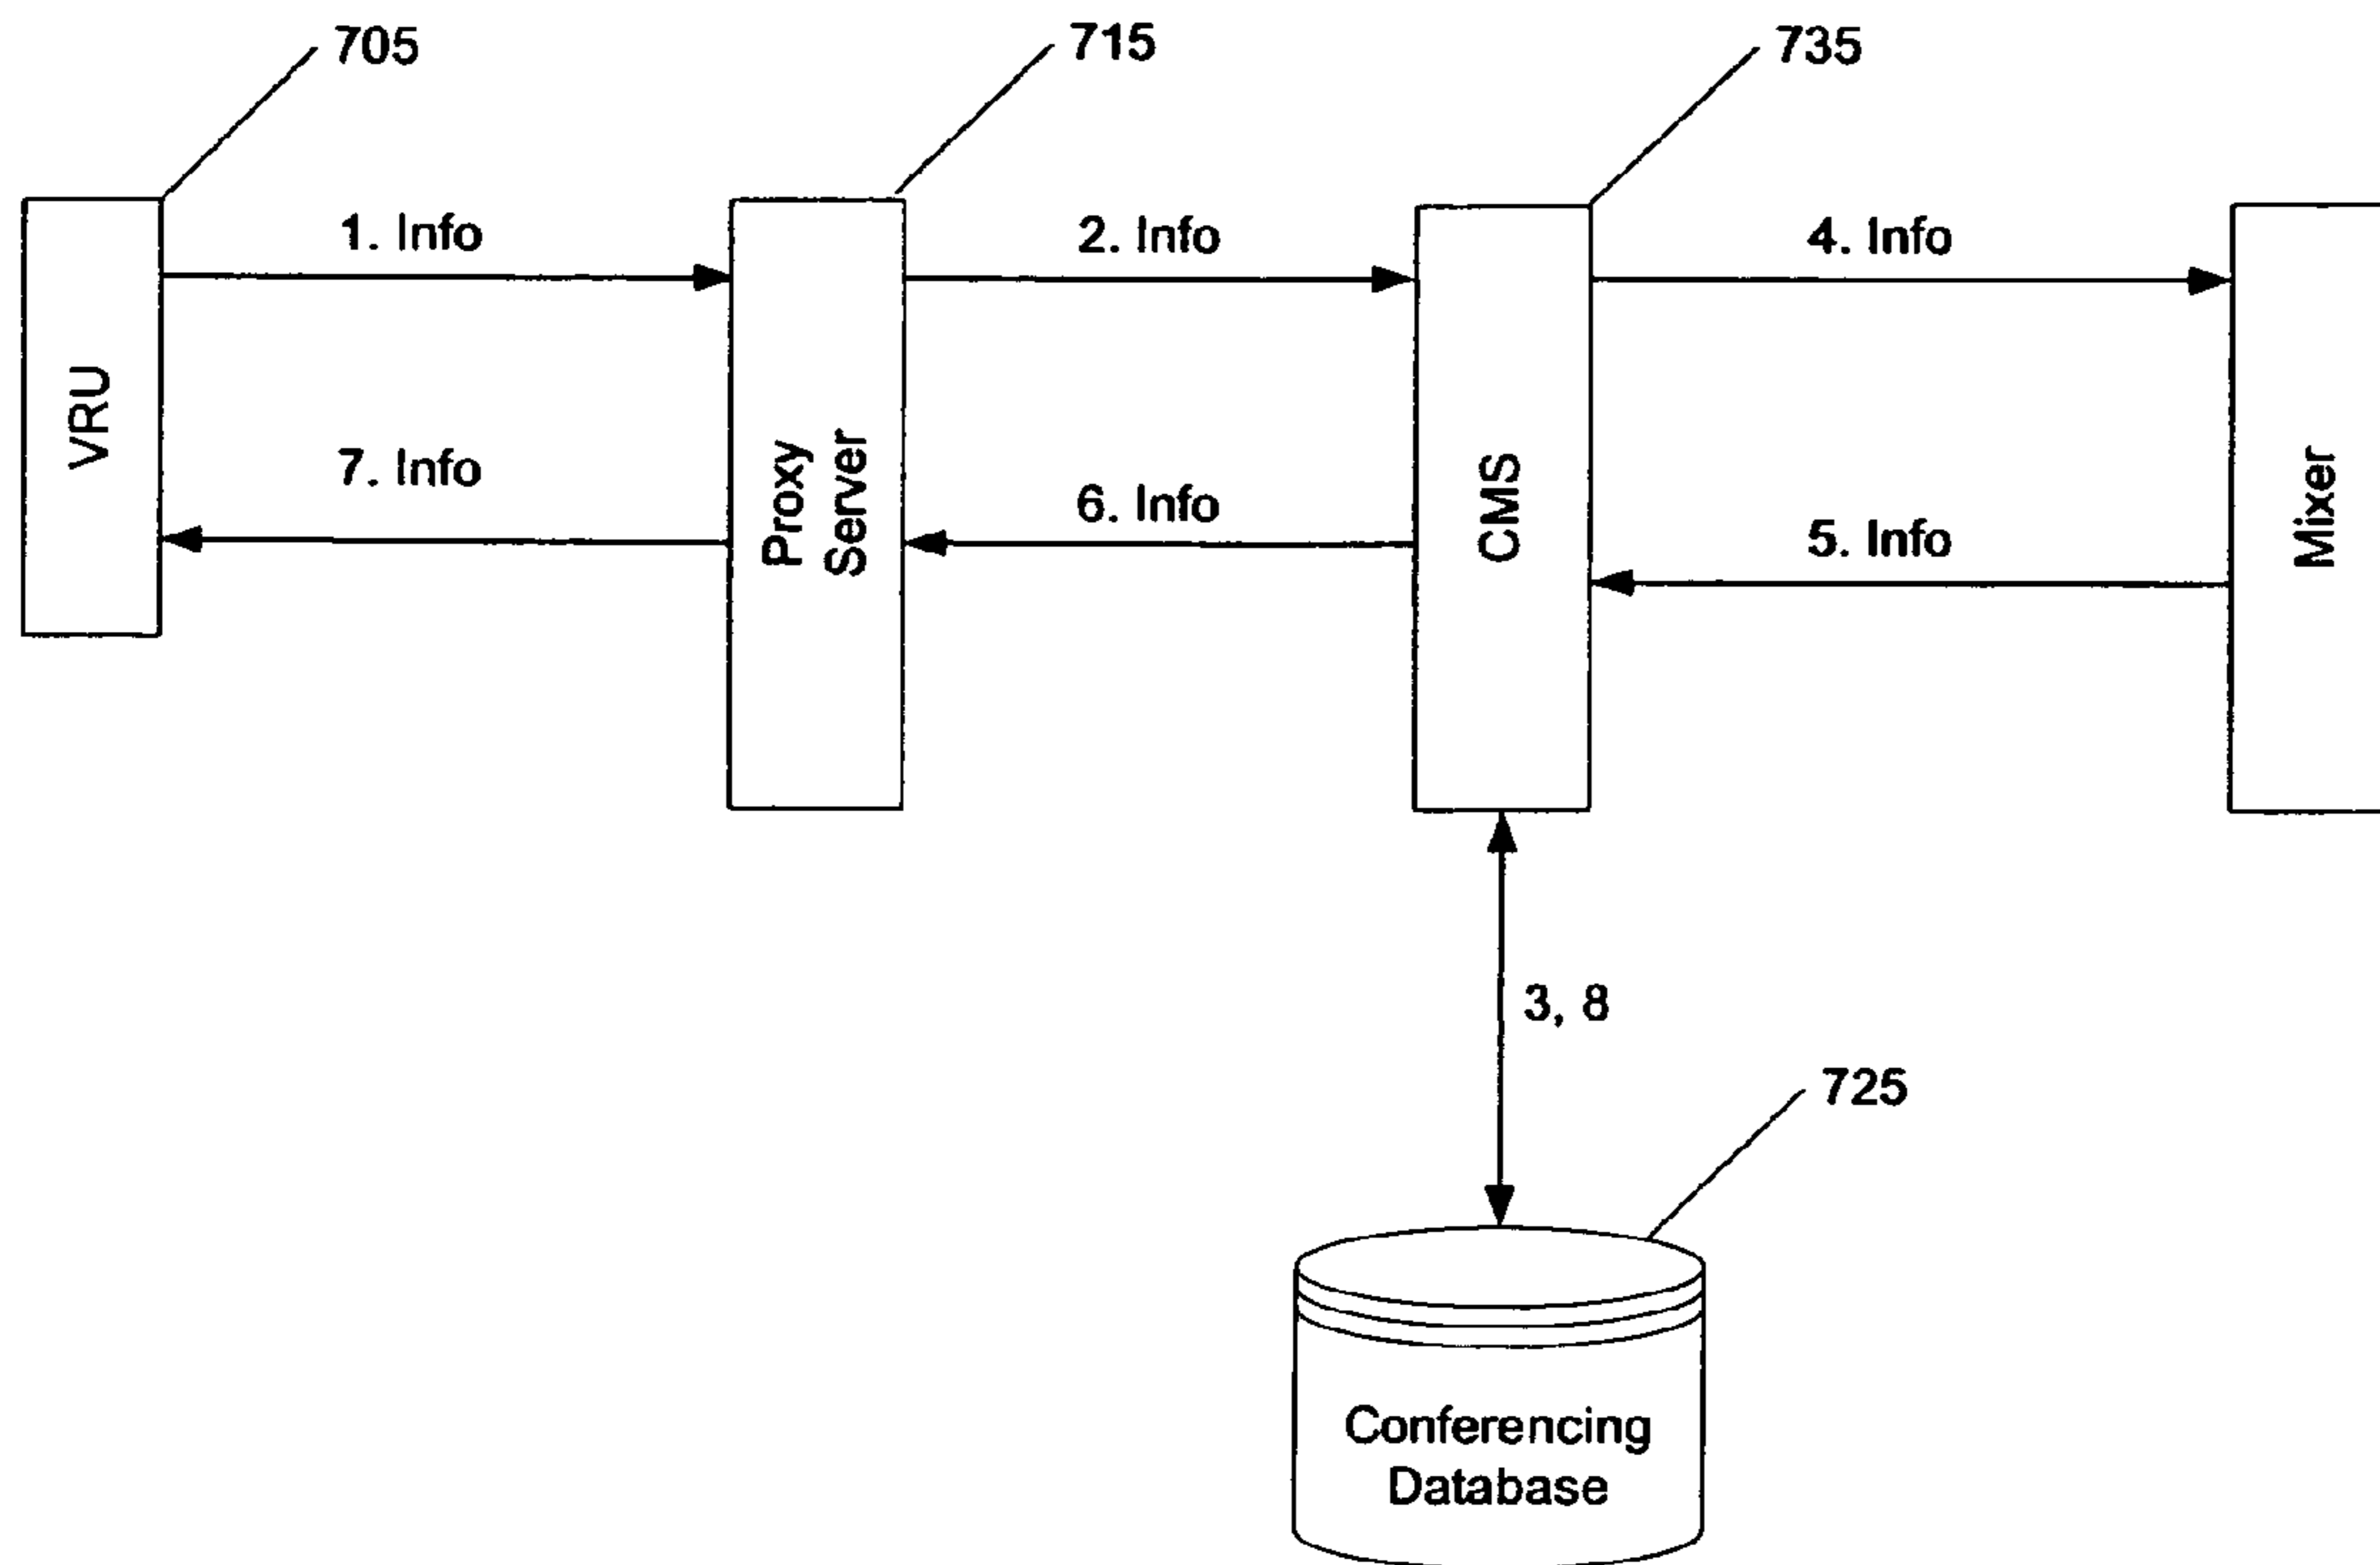 705
715
735
1. Info
2. Info
4. Info
VRU
7. Info
Proxy
Server
6. Info
CMS
5. Info
Mixer
3, 8
725
Conferencing
Database